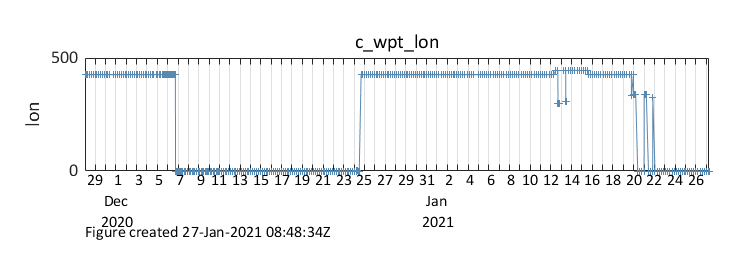 c_wpt_lon
500
lon
0
29 1 3 5 7 9 11 13 15 17 19 21 23 25 27 29 31 2 4 6 8 10 12 14 16 18 20 22 24 26
Dec Jan
2020 2021
Figure created 27-Jan-2021 08:48:34Z